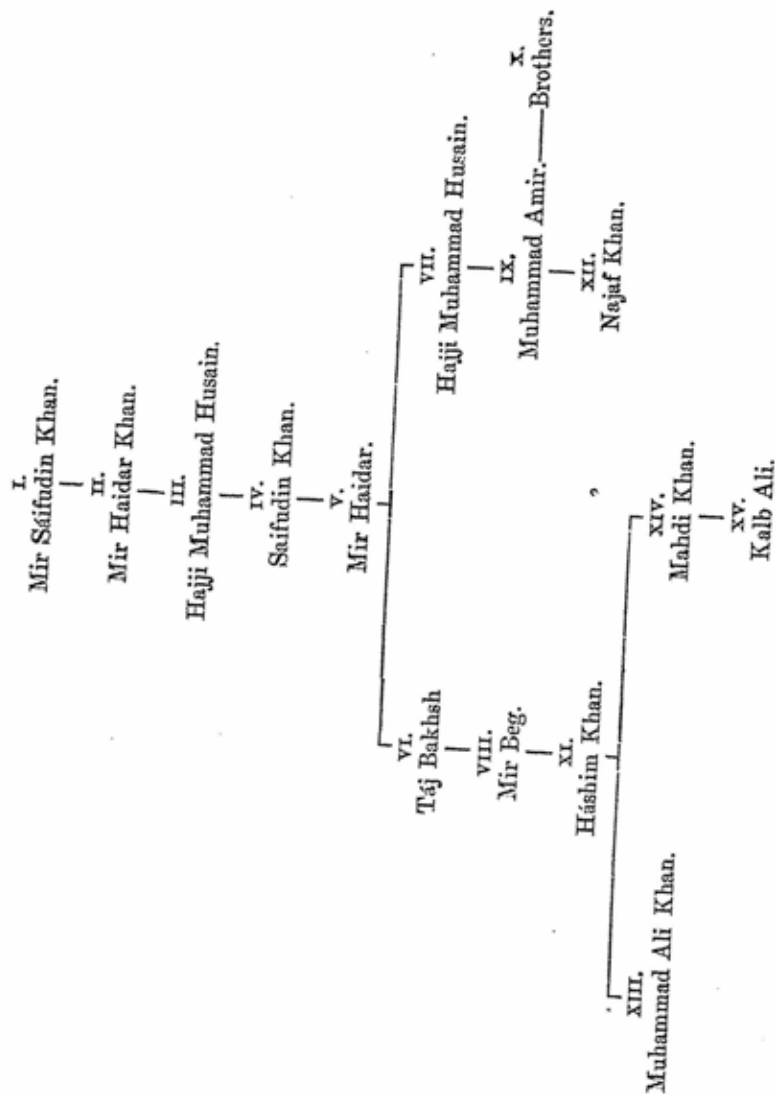 I.
Mir Sáifudin Khan.
II.
Mir Haidar Khan.
III.
Hajji Muhammad Husain.
IV.
Saifudin Khan.
V.
Mir Haidar.
VI.
Táj Bakhsh
VII.
Hajji Muhammad Husain.
VIII.
Mir Beg.
IX. X.
Muhammad Amir.——Brothers.
XI.
Háshim Khan.
XII.
Najaf Khan.
XIII.
Muhammad Ali Khan.
XIV.
Mahdi Khan.
XV.
Kalb Ali.